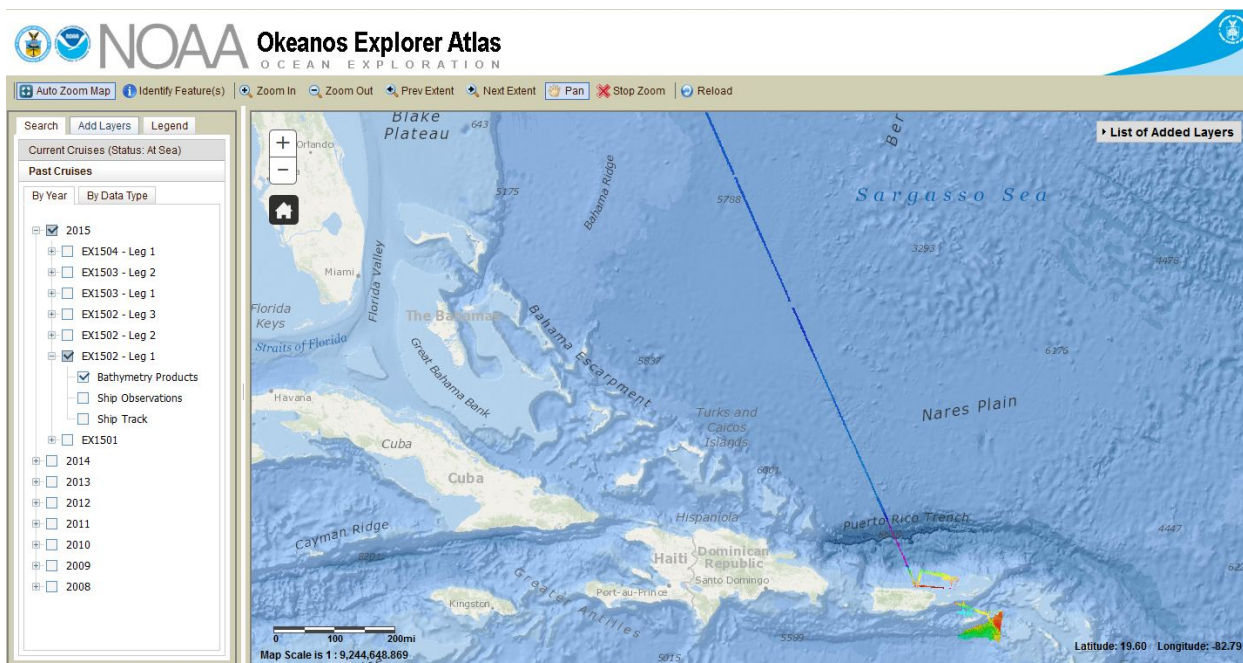 NOAA Okeanos Explorer Atlas
OCEAN EXPLORATION
Auto Zoom Map Identify Feature(s) Zoom In Zoom Out Prev Extent Next Extent Pan Stop Zoom Reload
Search Add Layers Legend
Current Cruises (Status: At Sea)
Past Cruises
By Year By Data Type
2015
EX1504 - Leg 1
EX1503 - Leg 2
EX1503 - Leg 1
EX1502 - Leg 3
EX1502 - Leg 2
EX1502 - Leg 1
Bathymetry Products
Ship Observations
Ship Track
EX1501
2014
2013
2012
2011
2010
2009
2008
+
−
List of Added Layers
Blake
Plateau
643
Orlando
Ber
5175
Bahama Ridge
5788
Sargasso Sea
3293
4476
Miami
Florida Valley
Florida
Keys
The Bahamas
Straits of Florida
Great Bahama Bank
Bahama Escarpment
5837
6176
Havana
Nares Plain
Turks and
Caicos
Islands
Cuba
Cuba
6001
Hispaniola
Puerto Rico Trench
4447
Cayman Ridge
Haiti
Dominican
Republic
Santo Domingo
Port-au-Prince
Greater Antilles
Kingston
5589
5015
0 100 200mi
Map Scale is 1 : 9,244,648.869
Latitude: 19.60 Longitude: -82.79